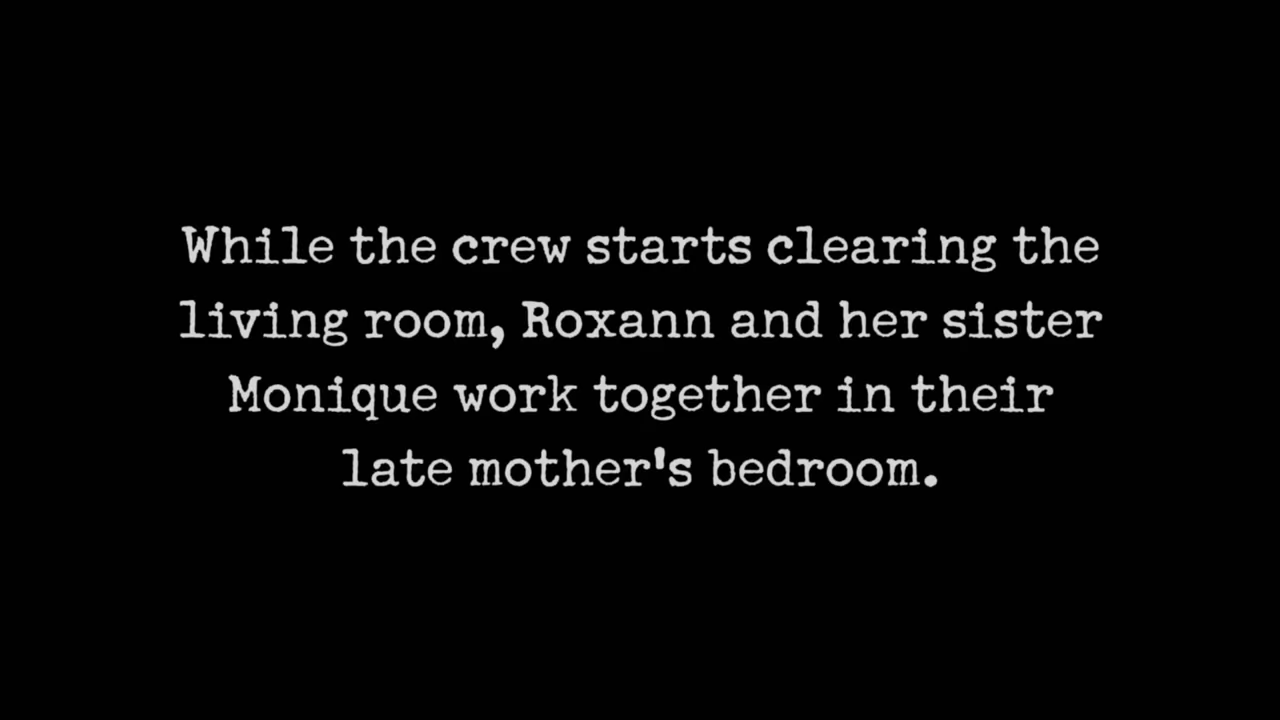 While the crew starts clearing the
living room, Roxann and her sister
Monique work together in their
late mother's bedroom.